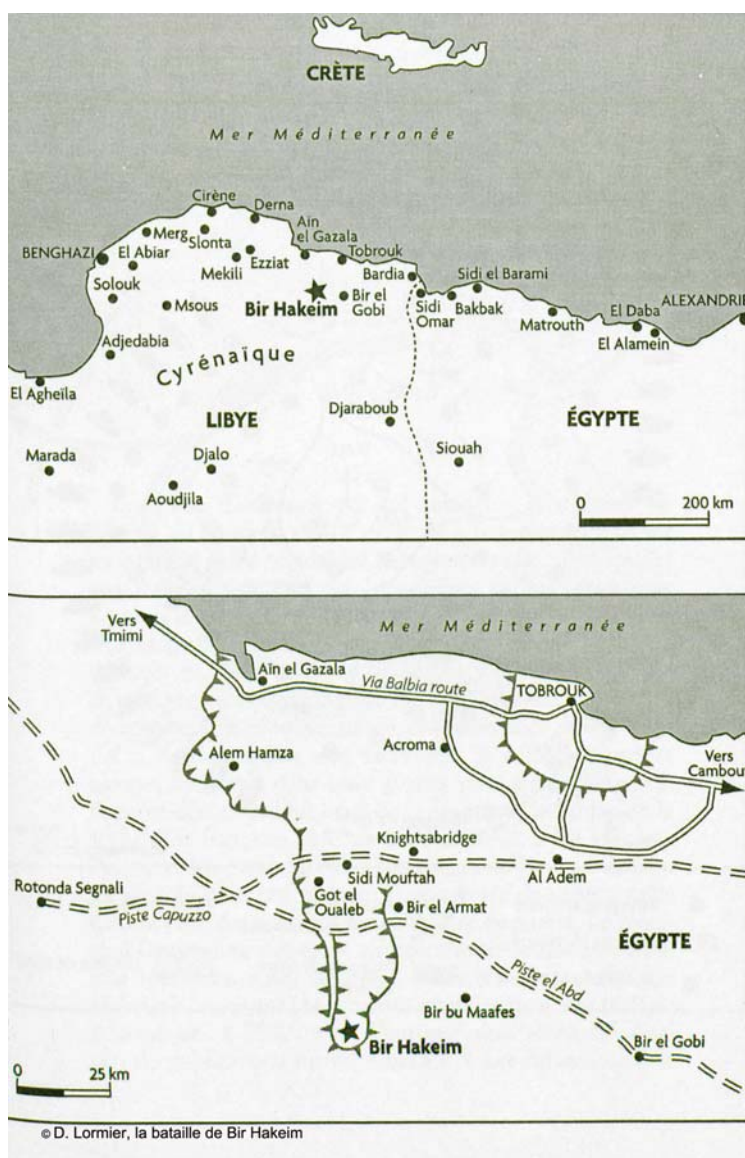 CRÈTE
Mer Méditerranée
Cirène
Derna
Aïn
el Gazala
Merg
Slonta
BENGHAZI
El Abiar
Mekili
Ezziat
Tobrouk
Bardia
Sidi el Barami
Solouk
Msous
Bir Hakeim
Bir el
Gobi
Sidi
Omar
Bakbak
Matrouth
El Daba
ALEXANDRIE
El Alamein
Adjedabia
Cyrénaïque
El Agheïla
LIBYE
Djaraboub
ÉGYPTE
Marada
Djalo
Siouah
Aoudjila
0 200 km
Vers
Tmimi
Mer Méditerranée
Aïn el Gazala
Via Balbia route
TOBROUK
Alem Hamza
Acroma
Vers
Cambout
Knightsabridge
Sidi Mouftah
Al Adem
Rotonda Segnali
Piste Capuzzo
Got el
Oualeb
Bir el Armat
ÉGYPTE
Piste el Abd
Bir bu Maafes
Bir Hakeim
Bir el Gobi
0 25 km
© D. Lormier, la bataille de Bir Hakeim